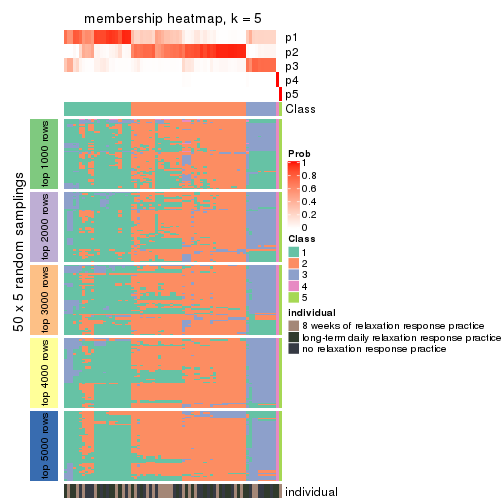 membership heatmap, k = 5
p1
p2
p3
p4
p5
Class
50 x 5 random samplings
top 1000 rows
top 2000 rows
top 3000 rows
top 4000 rows
top 5000 rows
individual
Prob
1
0.8
0.6
0.4
0.2
0
Class
1
2
3
4
5
individual
8 weeks of relaxation response practice
long-term daily relaxation response practice
no relaxation response practice